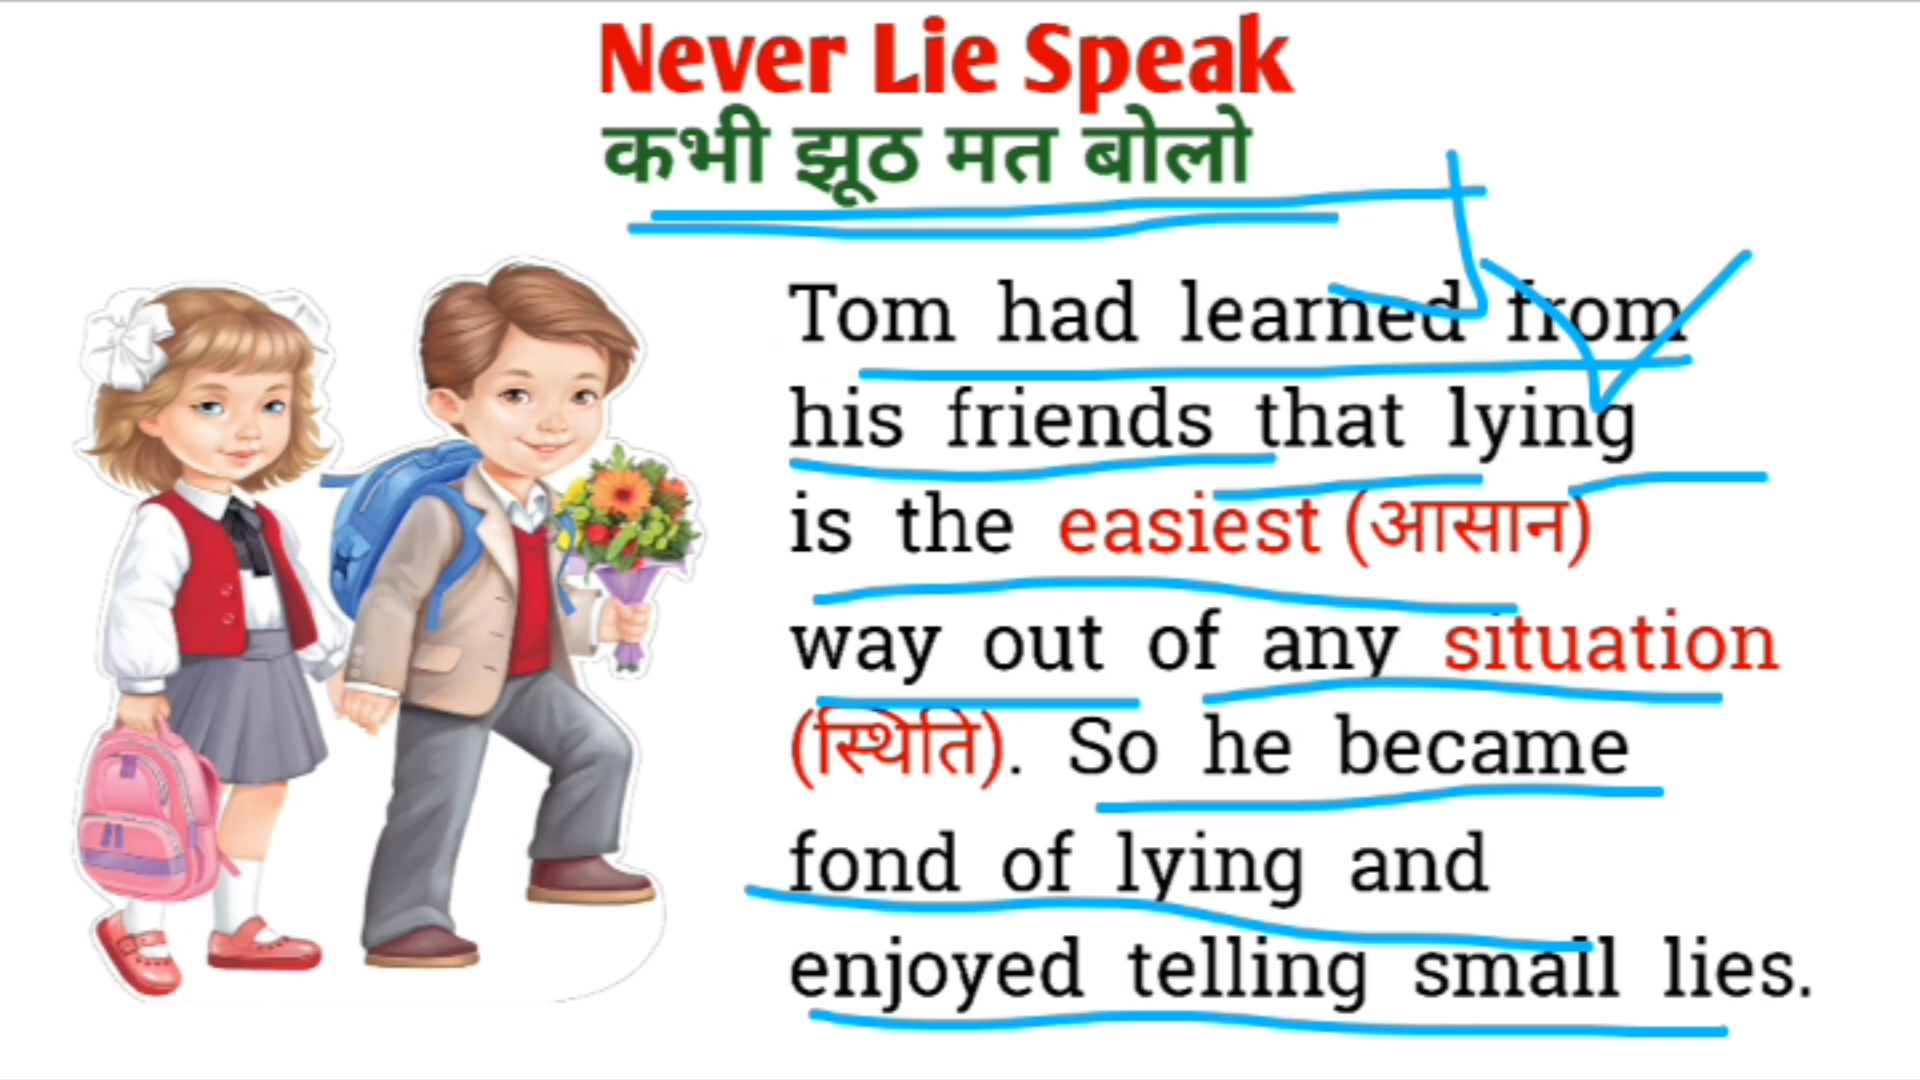 Never Lie Speak
कभी झूठ मत बोलो
Tom had learned from
his friends that lying
is the easiest (आसान)
way out of any situation
(स्थिति). So he became
fond of lying and
enjoyed telling small lies.